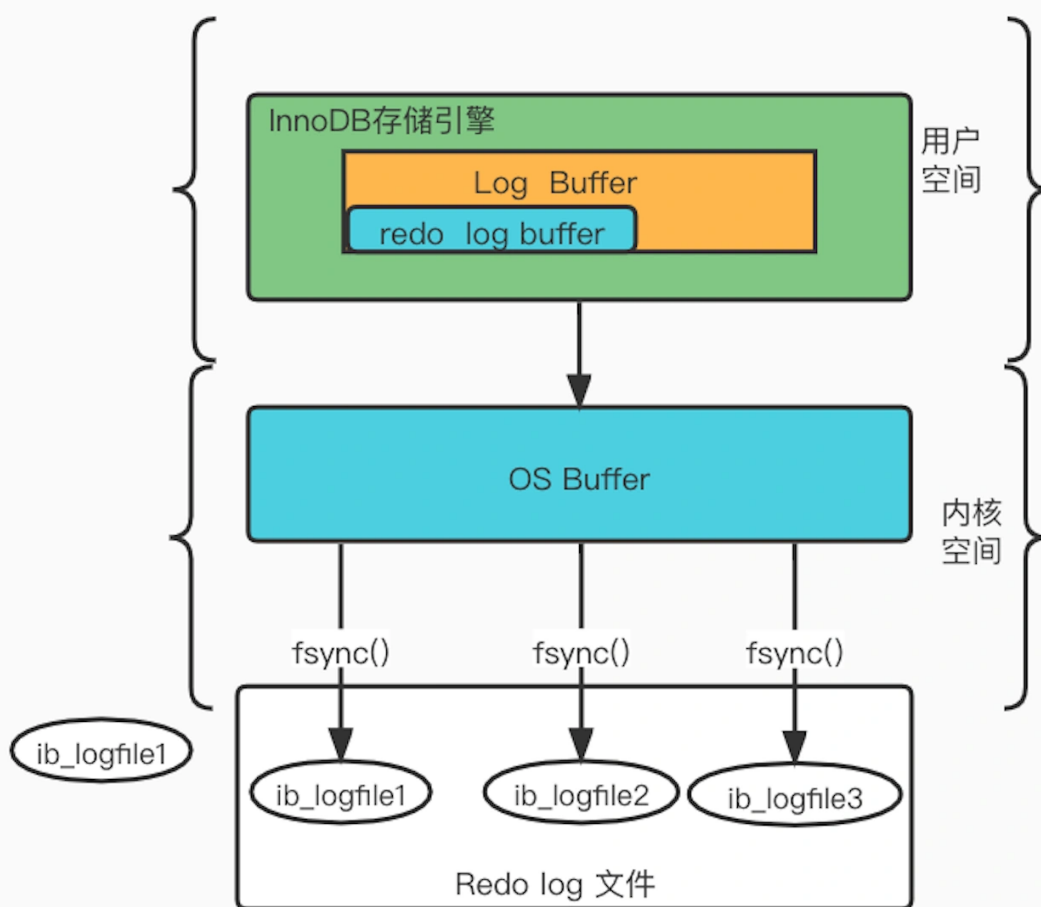 InnoDB存储引擎
用户
空间
Log Buffer
redo log buffer
OS Buffer
内核
空间
fsync()
fsync()
fsync()
ib_logfile1
ib_logfile1
ib_logfile2
ib_logfile3
Redo log 文件